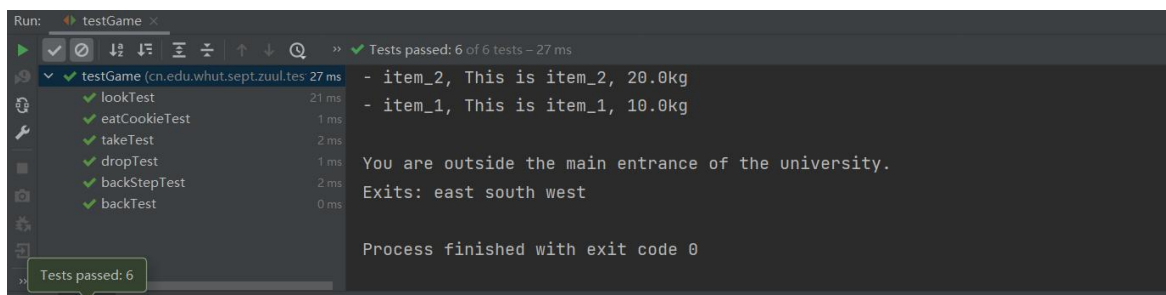 Run: testGame
Tests passed: 6 of 6 tests – 27 ms
testGame (cn.edu.whut.sept.zuul.tes 27 ms
lookTest 21 ms
eatCookieTest 1 ms
takeTest 2 ms
dropTest 1 ms
backStepTest 2 ms
backTest 0 ms
Tests passed: 6
- item_2, This is item_2, 20.0kg
- item_1, This is item_1, 10.0kg
You are outside the main entrance of the university.
Exits: east south west
Process finished with exit code 0